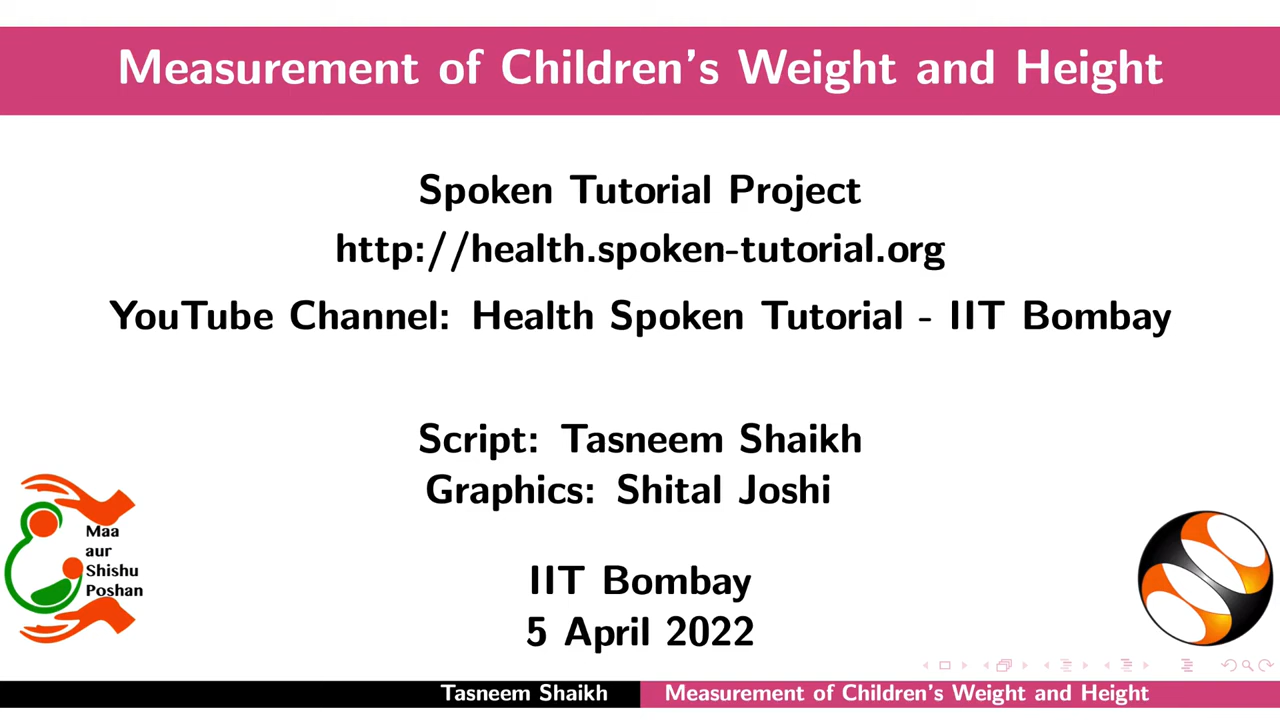 Measurement of Children's Weight and Height
Spoken Tutorial Project
http://health.spoken-tutorial.org
YouTube Channel: Health Spoken Tutorial - IIT Bombay
Script: Tasneem Shaikh
Graphics: Shital Joshi
Maa
aur
Shishu
Poshan
IIT Bombay
5 April 2022
Tasneem Shaikh
Measurement of Children's Weight and Height